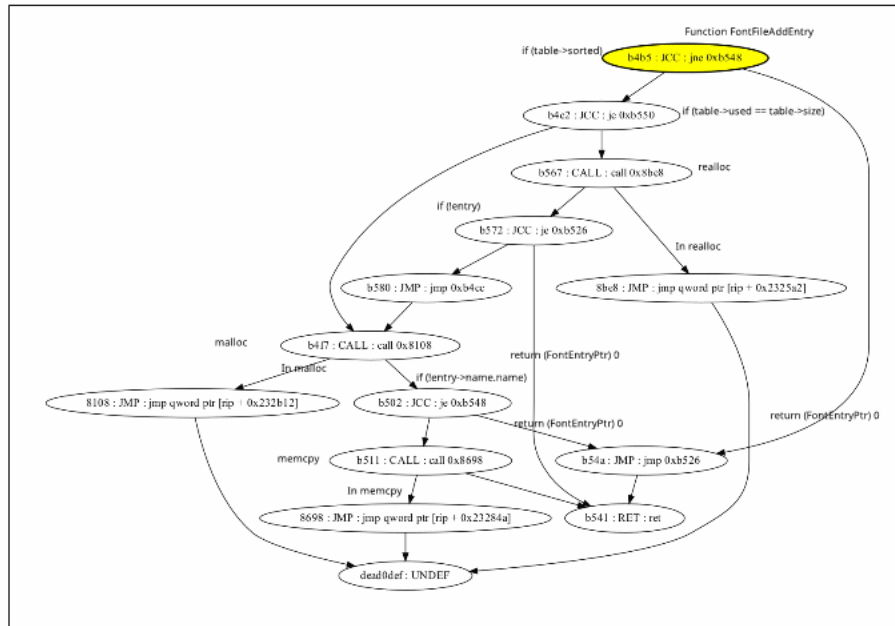 Function FontFileAddEntry
if (table->sorted)
b4b5 : JCC : jne 0xb548
b4c2 : JCC : je 0xb550
if (table->used == table->size)
realloc
b567 : CALL : call 0x8bc8
if (!entry)
b572 : JCC : je 0xb526
In realloc
b580 : JMP : jmp 0xb4cc
8bc8 : JMP : jmp qword ptr [rip + 0x2325a2]
malloc
b4f7 : CALL : call 0x8108
return (FontEntryPtr) 0
In malloc
if (!entry->name.name)
8108 : JMP : jmp qword ptr [rip + 0x232b12]
b502 : JCC : je 0xb548
return (FontEntryPtr) 0
return (FontEntryPtr) 0
memcpy
b511 : CALL : call 0x8698
b54a : JMP : jmp 0xb526
In memcpy
8698 : JMP : jmp qword ptr [rip + 0x23284a]
b541 : RET : ret
dead0def : UNDEF